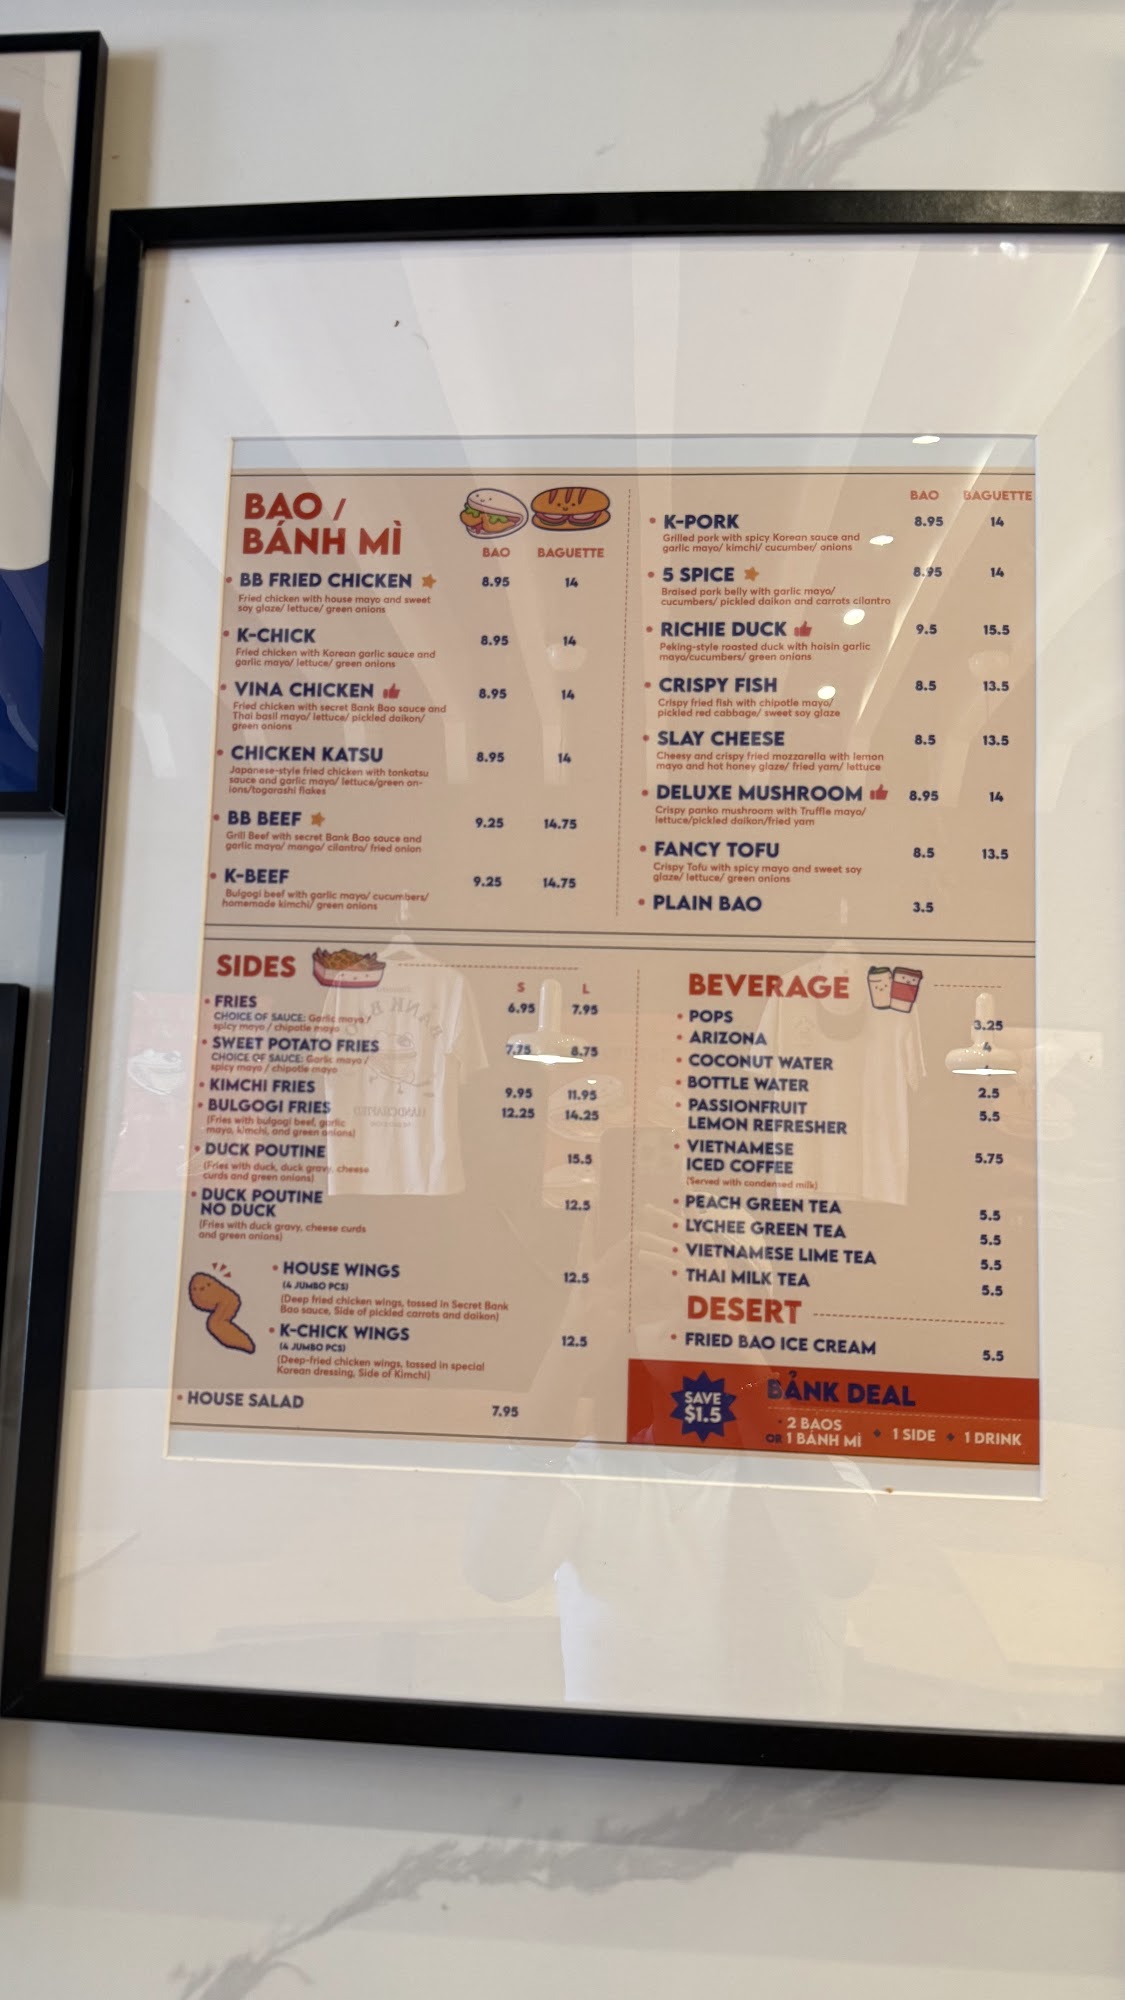 BAO /
BÁNH MÌ
BAO BAGUETTE
• BB FRIED CHICKEN 8.95 14
Fried chicken with house mayo and sweet
soy glaze/ lettuce/ green onions
• K-CHICK 8.95 14
Fried chicken with Korean garlic sauce and
garlic mayo/ lettuce/ green onions
• VINA CHICKEN 8.95 14
Fried chicken with secret Bank Bao sauce and
Thai basil mayo/ lettuce/ pickled daikon/
green onions
• CHICKEN KATSU 8.95 14
Japanese-style fried chicken with tonkatsu
sauce and garlic mayo/ lettuce/green on-
ions/togarashi flakes
• BB BEEF 9.25 14.75
Grill Beef with secret Bank Bao sauce and
garlic mayo/ mango/ cilantro/ fried onion
• K-BEEF 9.25 14.75
Bulgogi beef with garlic mayo/ cucumbers/
homemade kimchi/ green onions
BAO BAGUETTE
• K-PORK 8.95 14
Grilled pork with spicy Korean sauce and
garlic mayo/ kimchi/ cucumber/ onions
• 5 SPICE 8.95 14
Braised pork belly with garlic mayo/
cucumbers/ pickled daikon and carrots cilantro
• RICHIE DUCK 9.5 15.5
Peking-style roasted duck with hoisin garlic
mayo/cucumbers/ green onions
• CRISPY FISH 8.5 13.5
Crispy fried fish with chipotle mayo/
pickled red cabbage/ sweet soy glaze
• SLAY CHEESE 8.5 13.5
Cheesy and crispy fried mozzarella with lemon
mayo and hot honey glaze/ fried yam/ lettuce
• DELUXE MUSHROOM 8.95 14
Crispy panko mushroom with Truffle mayo/
lettuce/pickled daikon/fried yam
• FANCY TOFU 8.5 13.5
Crispy Tofu with spicy mayo and sweet soy
glaze/ lettuce/ green onions
• PLAIN BAO 3.5
SIDES
S L
• FRIES 6.95 7.95
CHOICE OF SAUCE: Garlic mayo /
spicy mayo / chipotle mayo
• SWEET POTATO FRIES 7.75 8.75
CHOICE OF SAUCE: Garlic mayo /
spicy mayo / chipotle mayo
• KIMCHI FRIES 9.95 11.95
• BULGOGI FRIES 12.25 14.25
(Fries with bulgogi beef, garlic
mayo, kimchi, and green onions)
• DUCK POUTINE 15.5
(Fries with duck, duck gravy, cheese
curds and green onions)
• DUCK POUTINE
NO DUCK 12.5
(Fries with duck gravy, cheese curds
and green onions)
• HOUSE WINGS 12.5
(4 JUMBO PCS)
(Deep fried chicken wings, tossed in Secret Bank
Bao sauce, Side of pickled carrots and daikon)
• K-CHICK WINGS 12.5
(4 JUMBO PCS)
(Deep-fried chicken wings, tossed in special
Korean dressing, Side of Kimchi)
• HOUSE SALAD 7.95
BEVERAGE
• POPS 3.25
• ARIZONA 4
• COCONUT WATER
• BOTTLE WATER 2.5
• PASSIONFRUIT
LEMON REFRESHER 5.5
• VIETNAMESE
ICED COFFEE 5.75
(Served with condensed milk)
• PEACH GREEN TEA 5.5
• LYCHEE GREEN TEA 5.5
• VIETNAMESE LIME TEA 5.5
• THAI MILK TEA 5.5
DESERT
• FRIED BAO ICE CREAM 5.5
SAVE
$1.5
BẢNK DEAL
• 2 BAOS
OR 1 BÁNH MÌ + 1 SIDE + 1 DRINK